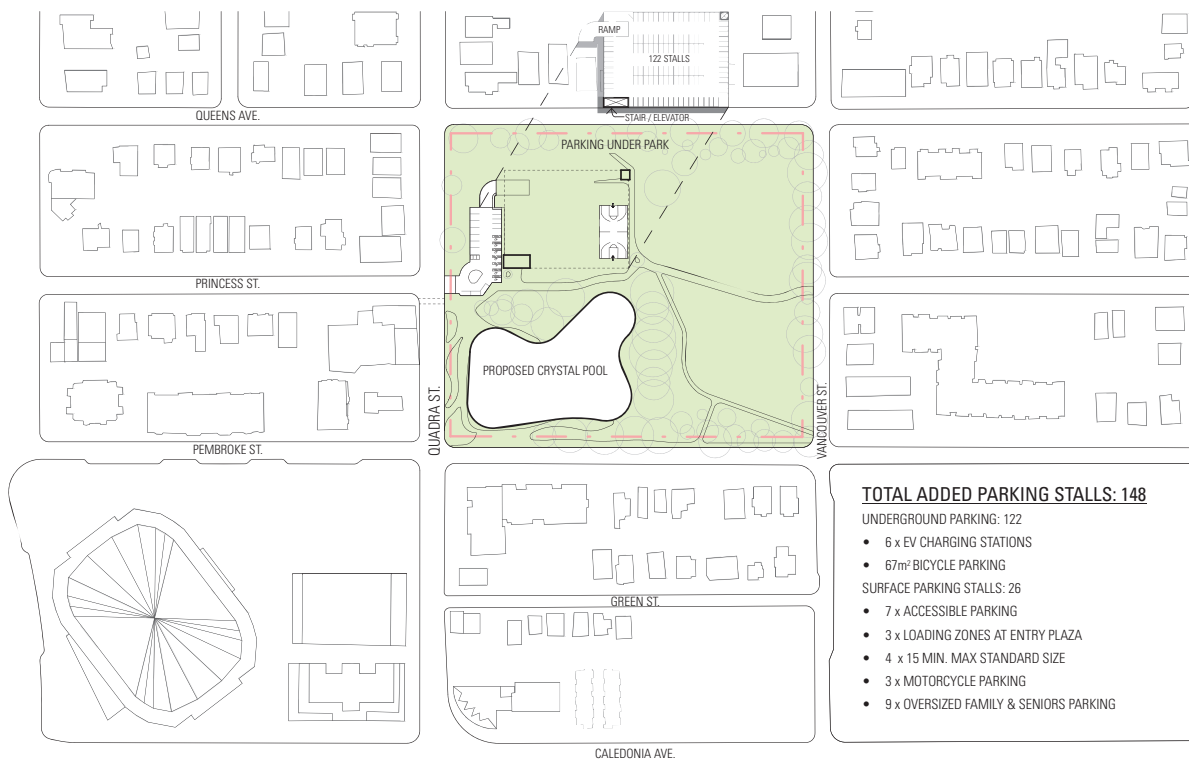 RAMP
122 STALLS
STAIR / ELEVATOR
QUEENS AVE.
PARKING UNDER PARK
PRINCESS ST.
PROPOSED CRYSTAL POOL
QUADRA ST.
VANCOUVER ST.
PEMBROKE ST.
TOTAL ADDED PARKING STALLS: 148
UNDERGROUND PARKING: 122
• 6 x EV CHARGING STATIONS
• 67m² BICYCLE PARKING
SURFACE PARKING STALLS: 26
• 7 x ACCESSIBLE PARKING
• 3 x LOADING ZONES AT ENTRY PLAZA
• 4 x 15 MIN. MAX STANDARD SIZE
• 3 x MOTORCYCLE PARKING
• 9 x OVERSIZED FAMILY & SENIORS PARKING
GREEN ST.
CALEDONIA AVE.